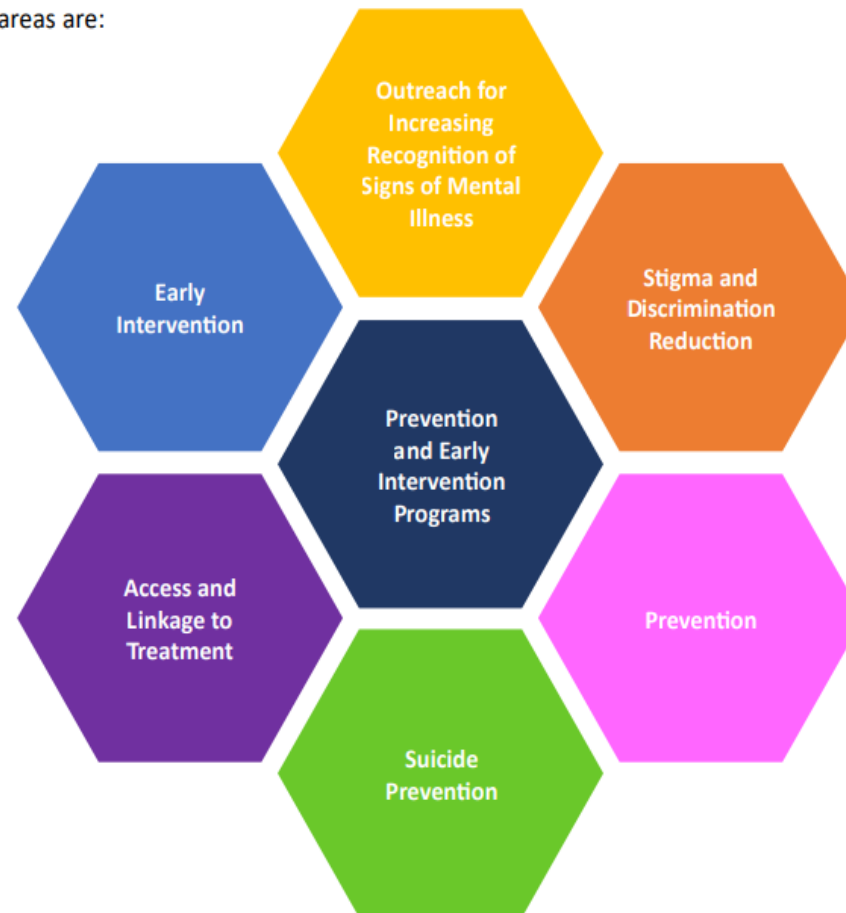 areas are:
Outreach for
Increasing
Recognition of
Signs of Mental
Illness
Early
Intervention
Stigma and
Discrimination
Reduction
Prevention
and Early
Intervention
Programs
Access and
Linkage to
Treatment
Prevention
Suicide
Prevention